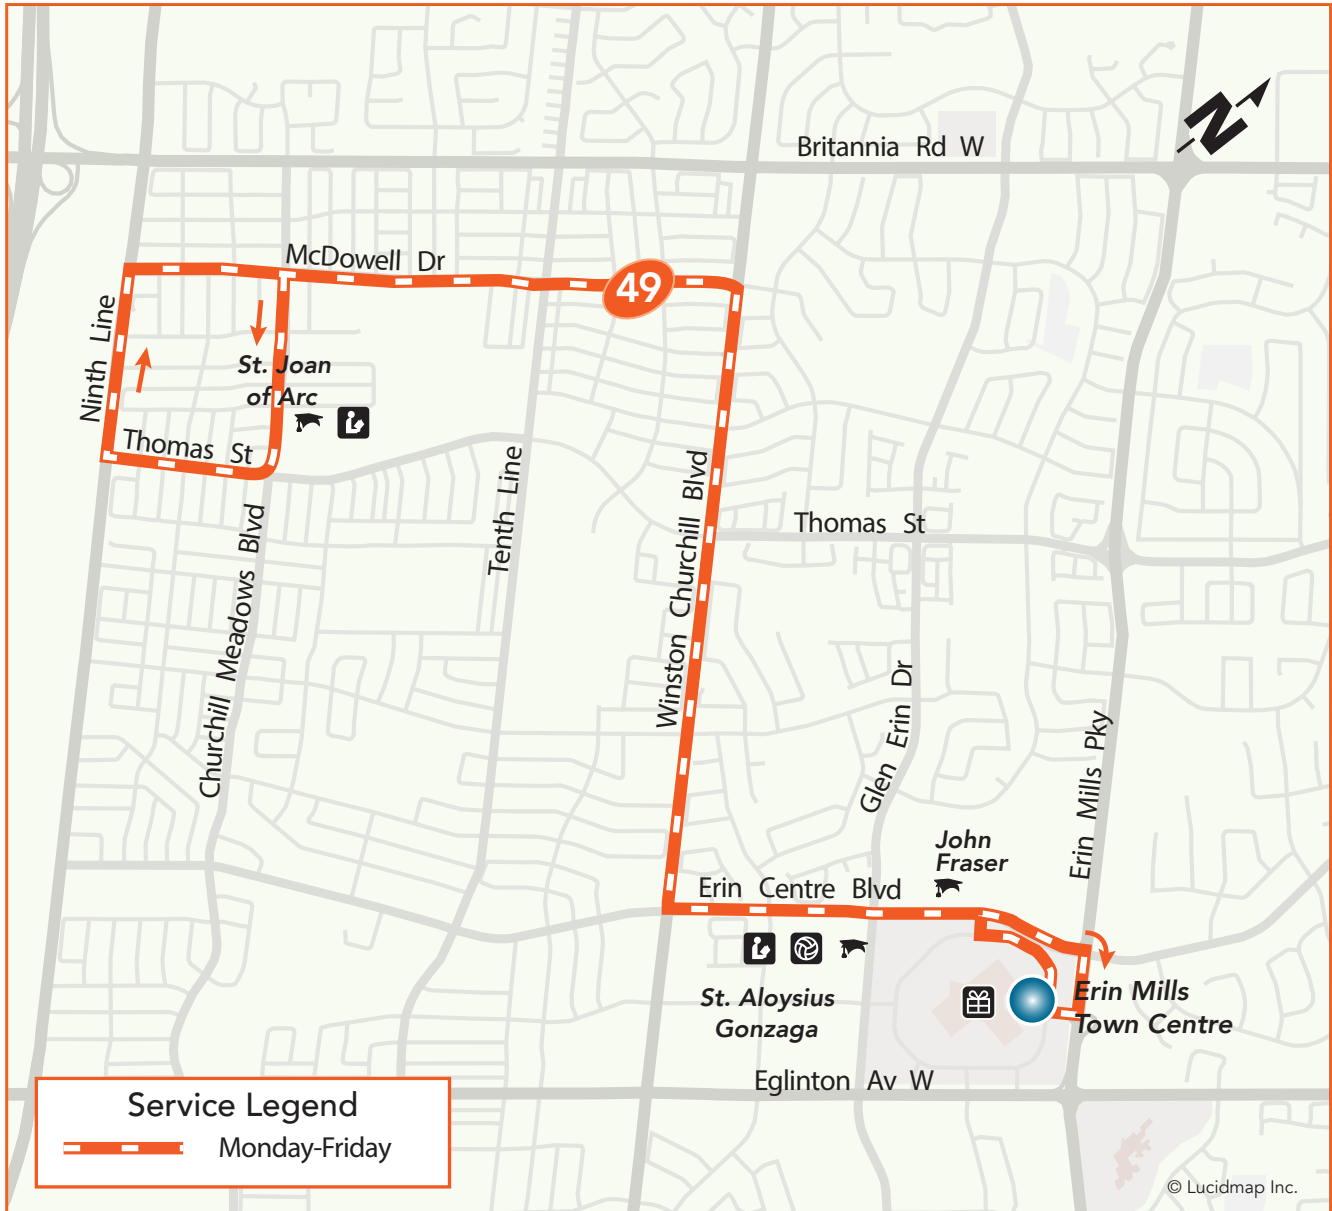 N
Britannia Rd W
McDowell Dr
49
Ninth Line
St. Joan
of Arc
Thomas St
Tenth Line
Winston Churchill Blvd
Thomas St
Churchill Meadows Blvd
Glen Erin Dr
Erin Mills Pky
John
Fraser
Erin Centre Blvd
St. Aloysius
Gonzaga
Erin Mills
Town Centre
Eglinton Av W
Service Legend
Monday-Friday
© Lucidmap Inc.